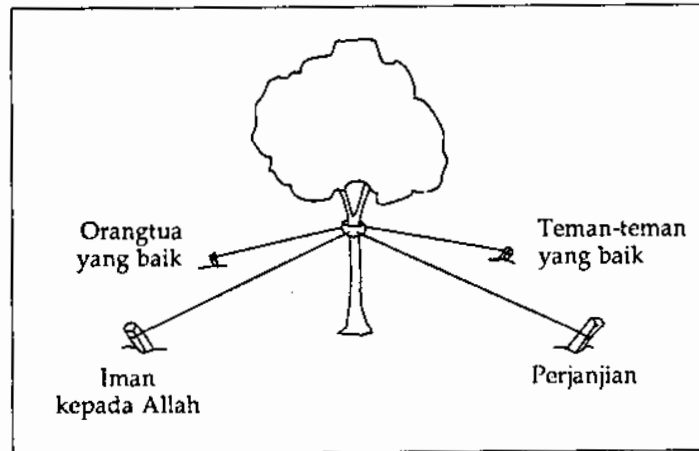 Orangtua
yang baik
Teman-teman
yang baik
Iman
kepada Allah
Perjanjian